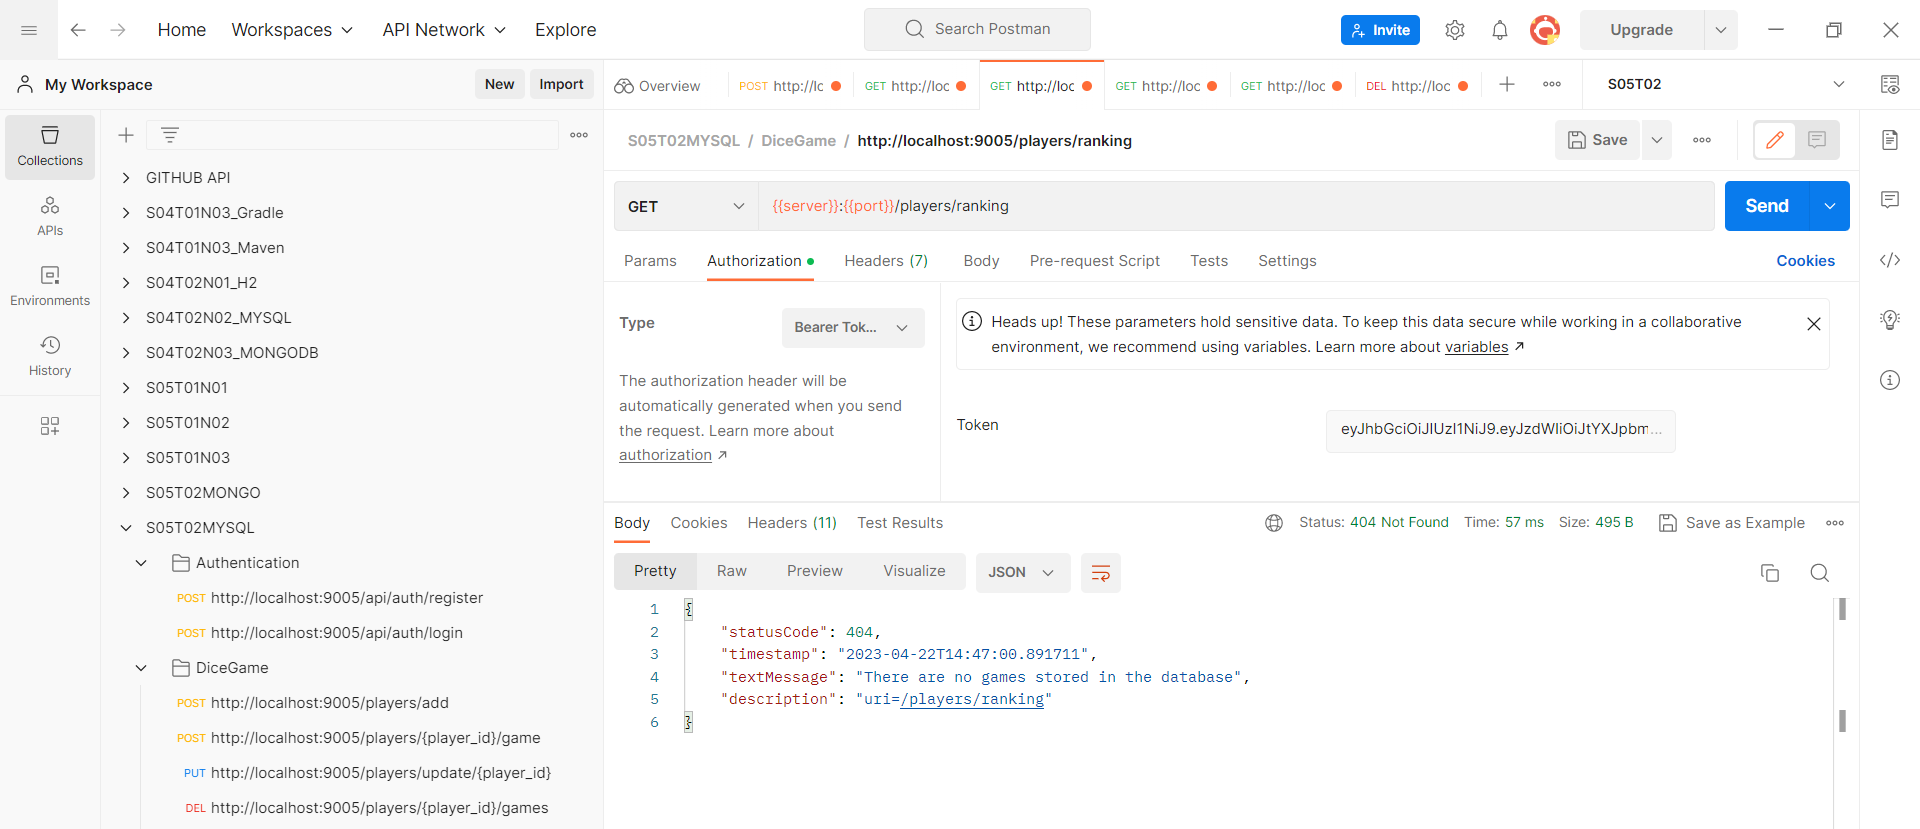 Home Workspaces API Network Explore Search Postman Invite Upgrade
My Workspace New Import
Overview POST http://lc GET http://loc GET http://loc GET http://loc GET http://loc DEL http://loc S05T02
Collections
APIs
Environments
History
GITHUB API
S04T01N03_Gradle
S04T01N03_Maven
S04T02N01_H2
S04T02N02_MYSQL
S04T02N03_MONGODB
S05T01N01
S05T01N02
S05T01N03
S05T02MONGO
S05T02MYSQL
Authentication
POST http://localhost:9005/api/auth/register
POST http://localhost:9005/api/auth/login
DiceGame
POST http://localhost:9005/players/add
POST http://localhost:9005/players/{player_id}/game
PUT http://localhost:9005/players/update/{player_id}
DEL http://localhost:9005/players/{player_id}/games
S05T02MYSQL / DiceGame / http://localhost:9005/players/ranking Save
GET {{server}}:{{port}}/players/ranking Send
Params Authorization Headers (7) Body Pre-request Script Tests Settings Cookies
Type Bearer Tok...
The authorization header will be
automatically generated when you send
the request. Learn more about
authorization ↗
Heads up! These parameters hold sensitive data. To keep this data secure while working in a collaborative
environment, we recommend using variables. Learn more about variables ↗
Token eyJhbGciOiJIUzI1NiJ9.eyJzdWIiOiJtYXJpbm...
Body Cookies Headers (11) Test Results Status: 404 Not Found Time: 57 ms Size: 495 B Save as Example
Pretty Raw Preview Visualize JSON
1 {
2 "statusCode": 404,
3 "timestamp": "2023-04-22T14:47:00.891711",
4 "textMessage": "There are no games stored in the database",
5 "description": "uri=/players/ranking"
6 }